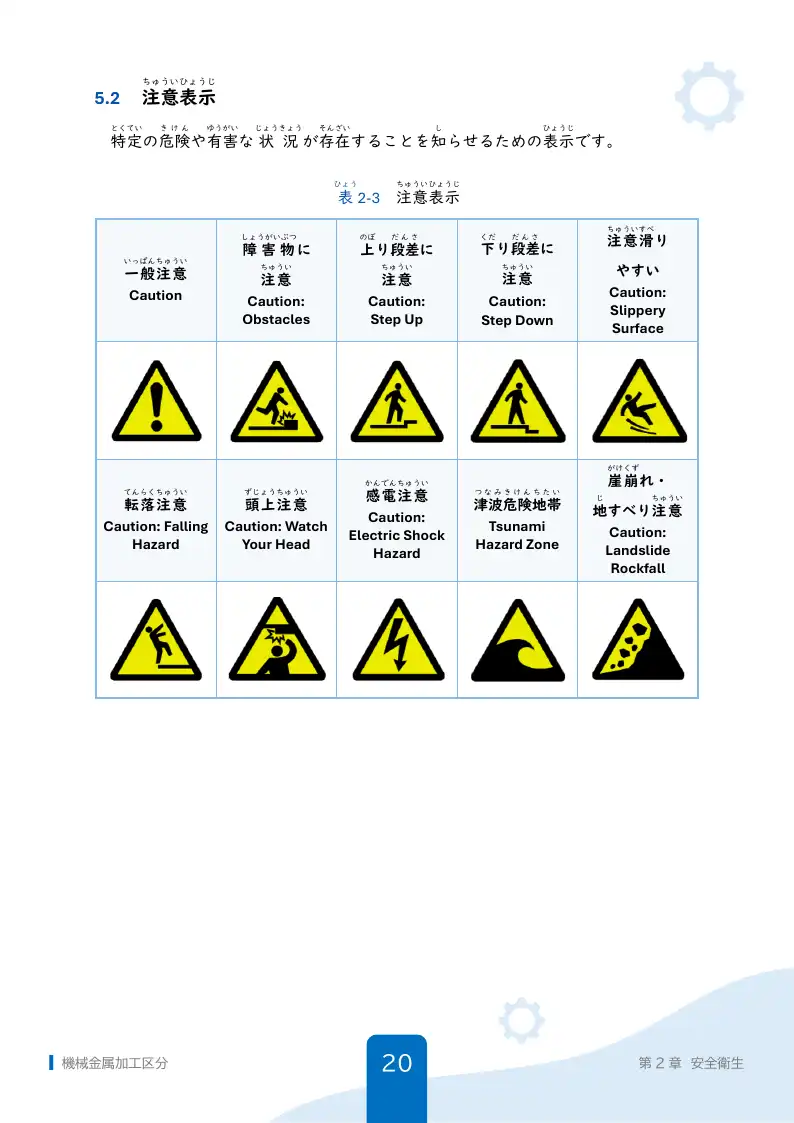 ちゅういひょうじ
5.2 注意表示
とくてい きけん ゆうがい じょうきょう そんざい し ひょうじ
特定の危険や有害な状況が存在することを知らせるための表示です。
ひょう ちゅういひょうじ
表 2-3 注意表示
いっぱんちゅうい
一般注意
Caution
しょうがいぶつ
障害物に
ちゅうい
注意
Caution:
Obstacles
のぼ だんさ
上り段差に
ちゅうい
注意
Caution:
Step Up
くだ だんさ
下り段差に
ちゅうい
注意
Caution:
Step Down
ちゅういすべ
注意滑り
やすい
Caution:
Slippery
Surface
てんらくちゅうい
転落注意
Caution: Falling
Hazard
ずじょうちゅうい
頭上注意
Caution: Watch
Your Head
かんでんちゅうい
感電注意
Caution:
Electric Shock
Hazard
つなみきけんちたい
津波危険地帯
Tsunami
Hazard Zone
がけくず
崖崩れ・
じ ちゅうい
地すべり注意
Caution:
Landslide
Rockfall
機械金属加工区分
20
第 2 章 安全衛生